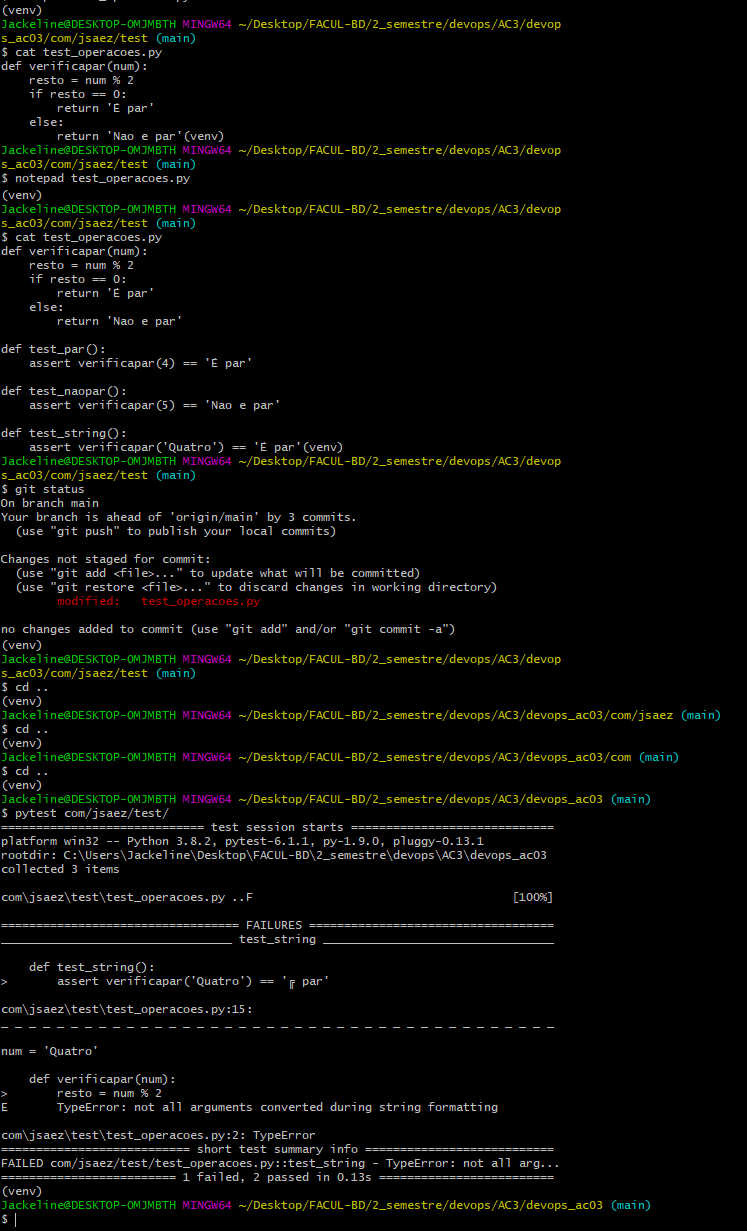 (venv)
Jackeline@DESKTOP-OMJMBTH MINGW64 ~/Desktop/FACUL-BD/2_semestre/devops/AC3/devop
s_ac03/com/jsaez/test (main)
$ cat test_operacoes.py
def verificapar(num):
    resto = num % 2
    if resto == 0:
        return 'É par'
    else:
        return 'Nao e par'(venv)
Jackeline@DESKTOP-OMJMBTH MINGW64 ~/Desktop/FACUL-BD/2_semestre/devops/AC3/devop
s_ac03/com/jsaez/test (main)
$ notepad test_operacoes.py
(venv)
Jackeline@DESKTOP-OMJMBTH MINGW64 ~/Desktop/FACUL-BD/2_semestre/devops/AC3/devop
s_ac03/com/jsaez/test (main)
$ cat test_operacoes.py
def verificapar(num):
    resto = num % 2
    if resto == 0:
        return 'É par'
    else:
        return 'Nao e par'

def test_par():
    assert verificapar(4) == 'É par'

def test_naopar():
    assert verificapar(5) == 'Nao e par'

def test_string():
    assert verificapar('Quatro') == 'É par'(venv)
Jackeline@DESKTOP-OMJMBTH MINGW64 ~/Desktop/FACUL-BD/2_semestre/devops/AC3/devop
s_ac03/com/jsaez/test (main)
$ git status
On branch main
Your branch is ahead of 'origin/main' by 3 commits.
  (use "git push" to publish your local commits)

Changes not staged for commit:
  (use "git add <file>..." to update what will be committed)
  (use "git restore <file>..." to discard changes in working directory)
        modified:   test_operacoes.py

no changes added to commit (use "git add" and/or "git commit -a")
(venv)
Jackeline@DESKTOP-OMJMBTH MINGW64 ~/Desktop/FACUL-BD/2_semestre/devops/AC3/devop
s_ac03/com/jsaez/test (main)
$ cd ..
(venv)
Jackeline@DESKTOP-OMJMBTH MINGW64 ~/Desktop/FACUL-BD/2_semestre/devops/AC3/devops_ac03/com/jsaez (main)
$ cd ..
(venv)
Jackeline@DESKTOP-OMJMBTH MINGW64 ~/Desktop/FACUL-BD/2_semestre/devops/AC3/devops_ac03/com (main)
$ cd ..
(venv)
Jackeline@DESKTOP-OMJMBTH MINGW64 ~/Desktop/FACUL-BD/2_semestre/devops/AC3/devops_ac03 (main)
$ pytest com/jsaez/test/
============================= test session starts =============================
platform win32 -- Python 3.8.2, pytest-6.1.1, py-1.9.0, pluggy-0.13.1
rootdir: C:\Users\Jackeline\Desktop\FACUL-BD\2_semestre\devops\AC3\devops_ac03
collected 3 items

com\jsaez\test\test_operacoes.py ..F                                     [100%]

================================== FAILURES ===================================
_________________________________ test_string _________________________________

    def test_string():
>       assert verificapar('Quatro') == '╔ par'

com\jsaez\test\test_operacoes.py:15:
_ _ _ _ _ _ _ _ _ _ _ _ _ _ _ _ _ _ _ _ _ _ _ _ _ _ _ _ _ _ _ _ _ _ _ _ _ _ _ _

num = 'Quatro'

    def verificapar(num):
>       resto = num % 2
E       TypeError: not all arguments converted during string formatting

com\jsaez\test\test_operacoes.py:2: TypeError
=========================== short test summary info ===========================
FAILED com/jsaez/test/test_operacoes.py::test_string - TypeError: not all arg...
========================= 1 failed, 2 passed in 0.13s =========================
(venv)
Jackeline@DESKTOP-OMJMBTH MINGW64 ~/Desktop/FACUL-BD/2_semestre/devops/AC3/devops_ac03 (main)
$